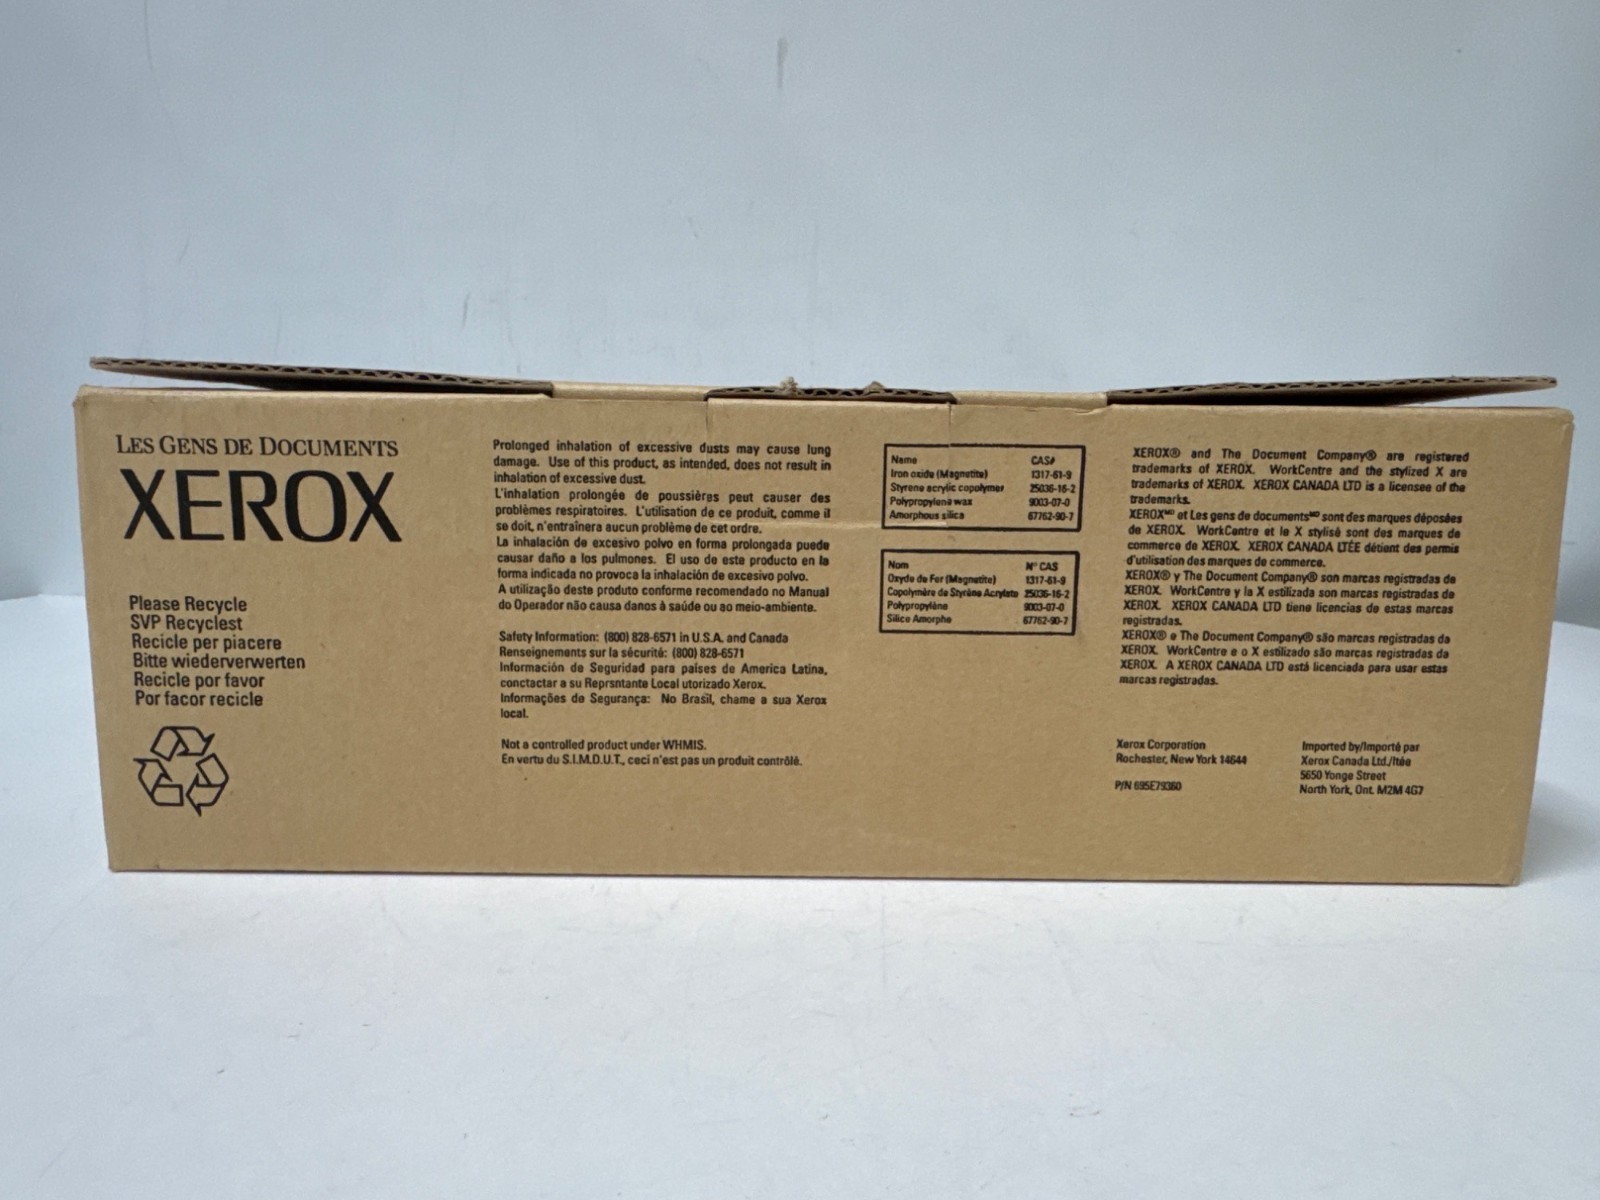 LES GENS DE DOCUMENTS
XEROX
Please Recycle
SVP Recyclest
Recicle per piacere
Bitte wiederverwerten
Recicle por favor
Por facor recicle
Prolonged inhalation of excessive dusts may cause lung
damage. Use of this product, as intended, does not result in
inhalation of excessive dust.
L'inhalation prolongée de poussières peut causer des
problèmes respiratoires. L'utilisation de ce produit, comme il
se doit, n'entraînera aucun problème de cet ordre.
La inhalación de excesivo polvo en forma prolongada puede
causar daño a los pulmones. El uso de este producto en la
forma indicada no provoca la inhalación de excesivo polvo.
A utilização deste produto conforme recomendado no Manual
do Operador não causa danos à saúde ou ao meio-ambiente.
Safety Information: (800) 828-6571 in U.S.A. and Canada
Renseignements sur la sécurité: (800) 828-6571
Información de Seguridad para países de America Latina,
conctactar a su Reprsntante Local utorizado Xerox.
Informações de Segurança: No Brasil, chame a sua Xerox
local.
Not a controlled product under WHMIS.
En vertu du S.I.M.D.U.T., ceci n'est pas un produit contrôlé.
Name CAS#
Iron oxide (Magnetite) 1317-61-9
Styrene acrylic copolymer 25036-16-2
Polypropylene wax 9003-07-0
Amorphous silica 67762-90-7
Nom N° CAS
Oxyde de Fer (Magnetite) 1317-61-9
Copolymère de Styrène Acrylate 25036-16-2
Polypropylène 9003-07-0
Silice Amorphe 67762-90-7
XEROX® and The Document Company® are registered
trademarks of XEROX. WorkCentre and the stylized X are
trademarks of XEROX. XEROX CANADA LTD is a licensee of the
trademarks.
XEROX ᴹᴰ et Les gens de documents ᴹᴰ sont des marques déposées
de XEROX. WorkCentre et le X stylisé sont des marques de
commerce de XEROX. XEROX CANADA LTÉE détient des permis
d'utilisation des marques de commerce.
XEROX® y The Document Company® son marcas registradas de
XEROX. WorkCentre y la X estilizada son marcas registradas de
XEROX. XEROX CANADA LTD tiene licencias de estas marcas
registradas.
XEROX® e The Document Company® são marcas registradas da
XEROX. WorkCentre e o X estilizado são marcas registradas da
XEROX. A XEROX CANADA LTD está licenciada para usar estas
marcas registradas.
Xerox Corporation
Rochester, New York 14644
P/N 695E79360
Imported by/Importé par
Xerox Canada Ltd./ltée
5650 Yonge Street
North York, Ont. M2M 4G7